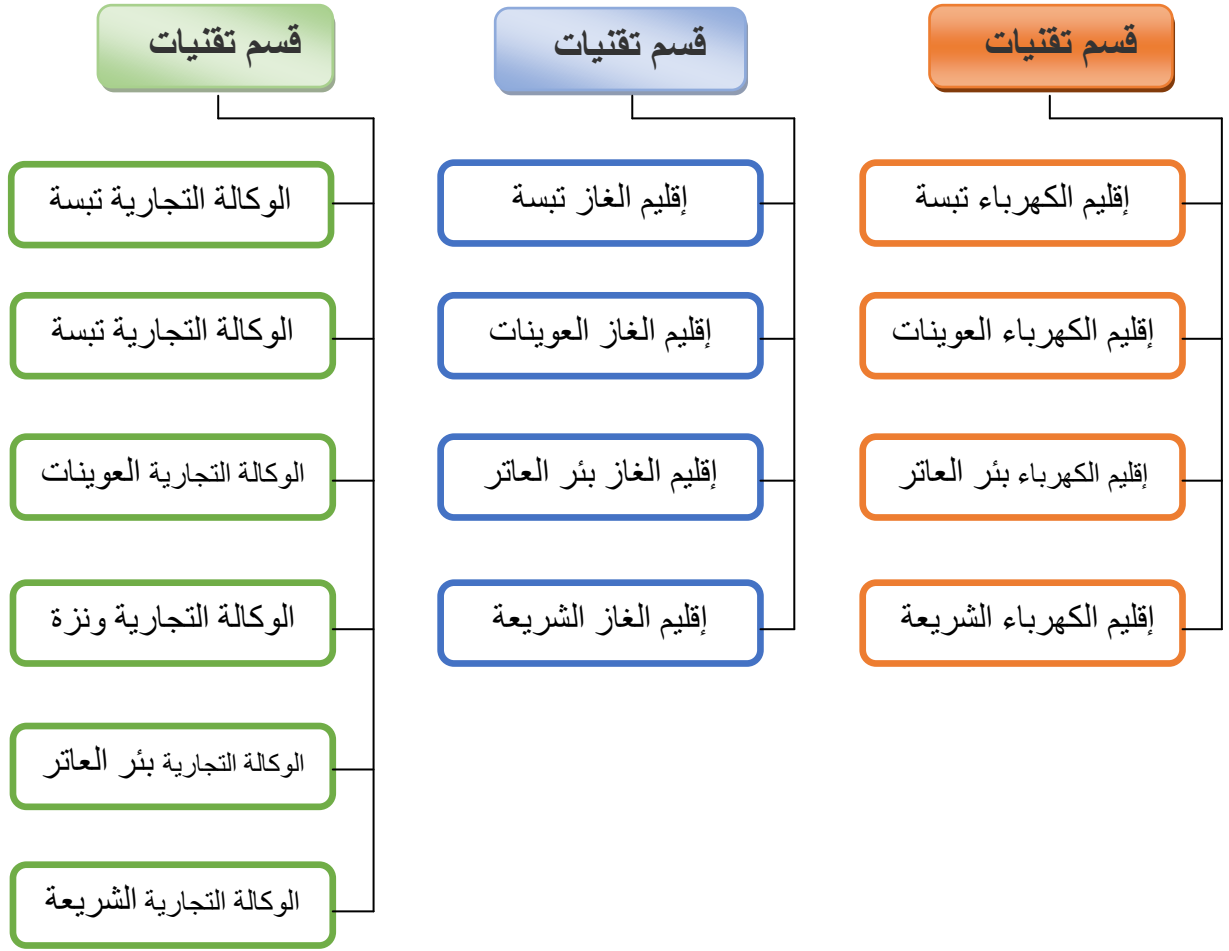 قسم تقنيات
إقليم الكهرباء تبسة
إقليم الكهرباء العوينات
إقليم الكهرباء بئر العاتر
إقليم الكهرباء الشريعة
قسم تقنيات
إقليم الغاز تبسة
إقليم الغاز العوينات
إقليم الغاز بئر العاتر
إقليم الغاز الشريعة
قسم تقنيات
الوكالة التجارية تبسة
الوكالة التجارية تبسة
الوكالة التجارية العوينات
الوكالة التجارية ونزة
الوكالة التجارية بئر العاتر
الوكالة التجارية الشريعة